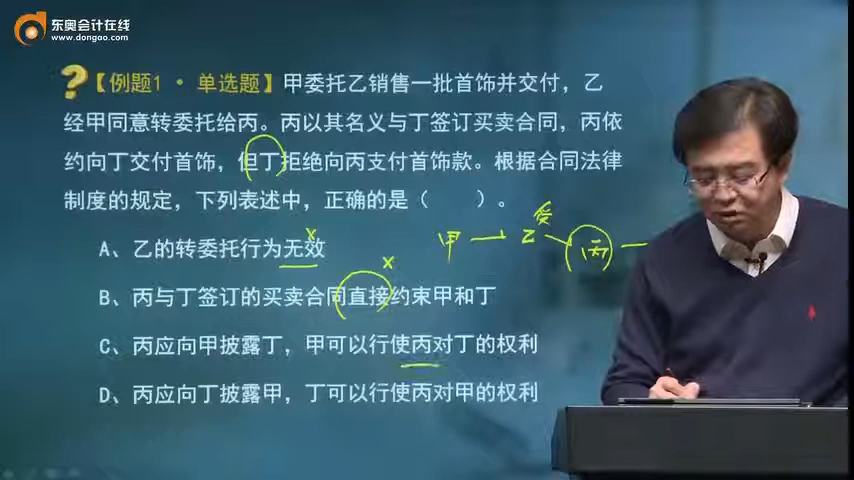 东奥会计在线
www.dongao.com
【例题1 · 单选题】甲委托乙销售一批首饰并交付，乙
经甲同意转委托给丙。丙以其名义与丁签订买卖合同，丙依
约向丁交付首饰，但丁拒绝向丙支付首饰款。根据合同法律
制度的规定，下列表述中，正确的是（　　）。
A、乙的转委托行为无效
B、丙与丁签订的买卖合同直接约束甲和丁
C、丙应向甲披露丁，甲可以行使丙对丁的权利
D、丙应向丁披露甲，丁可以行使丙对甲的权利
甲 乙 丙